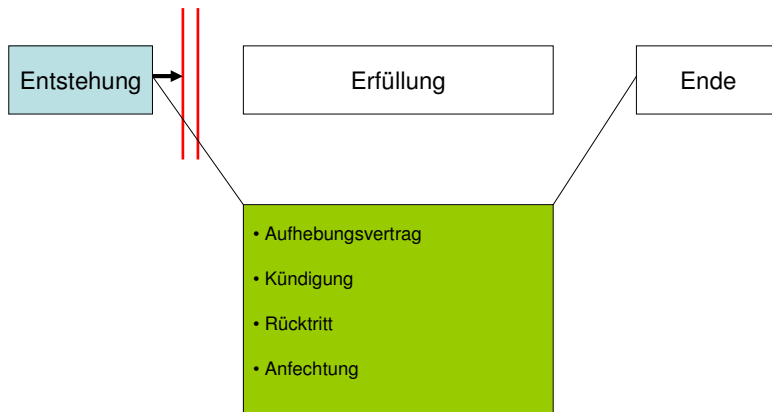 Entstehung
Erfüllung
Ende
• Aufhebungsvertrag
• Kündigung
• Rücktritt
• Anfechtung